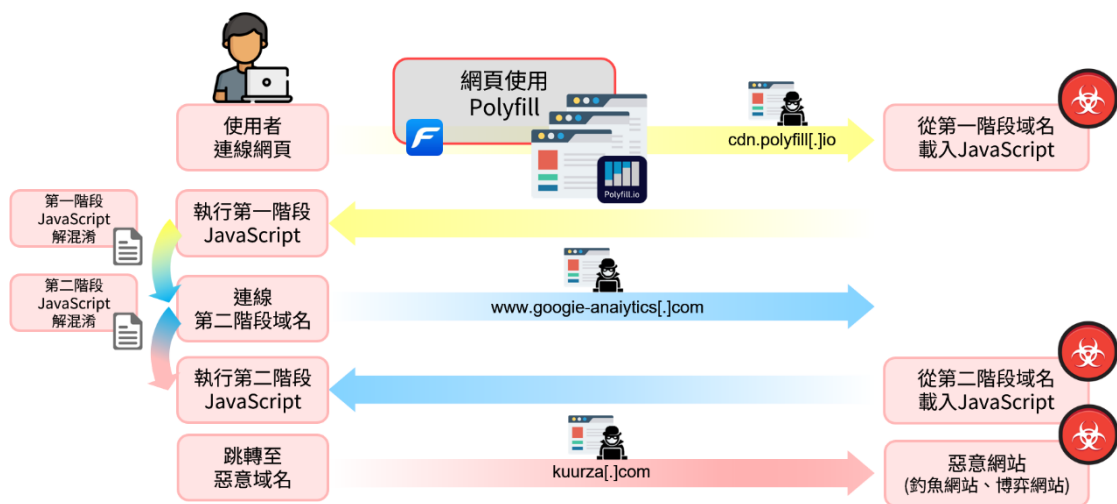 網頁使用
Polyfill
使用者
連線網頁
Polyfill.io
cdn.polyfill[.]io
從第一階段域名
載入JavaScript
第一階段
JavaScript
解混淆
執行第一階段
JavaScript
第二階段
JavaScript
解混淆
連線
第二階段域名
www.googie-analytics[.]com
執行第二階段
JavaScript
從第二階段域名
載入JavaScript
跳轉至
惡意域名
kuurza[.]com
惡意網站
(釣魚網站、博弈網站)